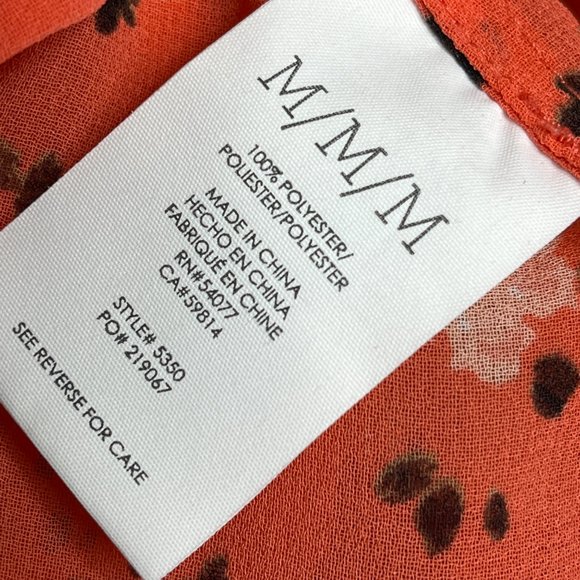 M/M/M
100% POLYESTER/
POLIESTER/POLYESTER
MADE IN CHINA
HECHO EN CHINA
FABRIQUÉ EN CHINE
RN#54077
CA#59814
STYLE# 5350
PO# 219067
SEE REVERSE FOR CARE